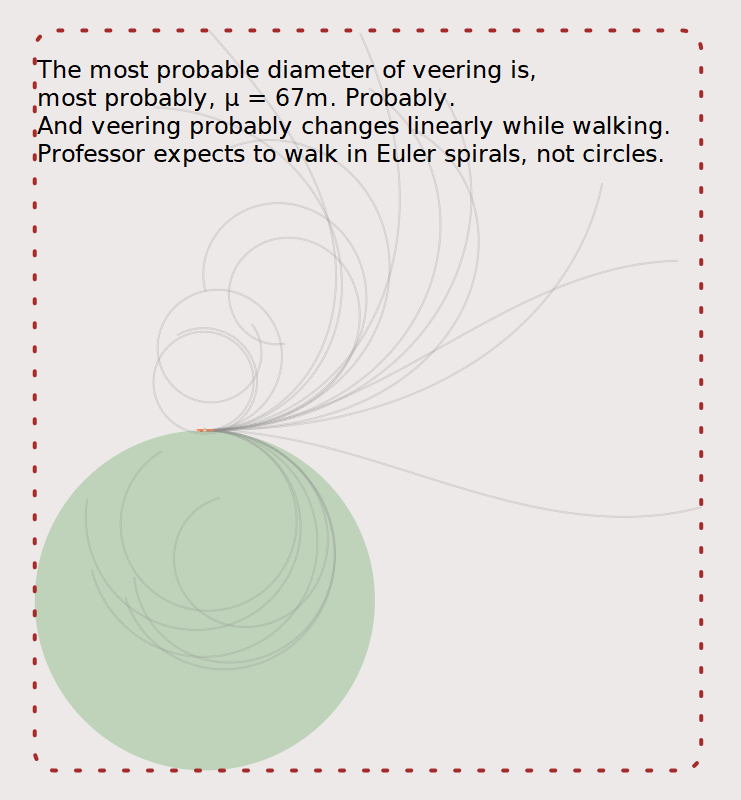 The most probable diameter of veering is,
most probably, μ = 67m. Probably.
And veering probably changes linearly while walking.
Professor expects to walk in Euler spirals, not circles.